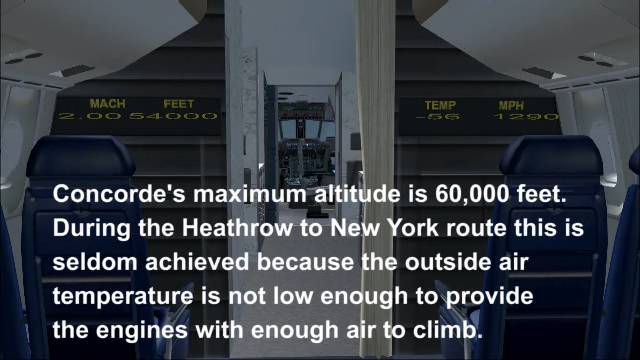 MACH FEET
2.00 54000
TEMP MPH
-56 1290
Concorde's maximum altitude is 60,000 feet.
During the Heathrow to New York route this is
seldom achieved because the outside air
temperature is not low enough to provide
the engines with enough air to climb.